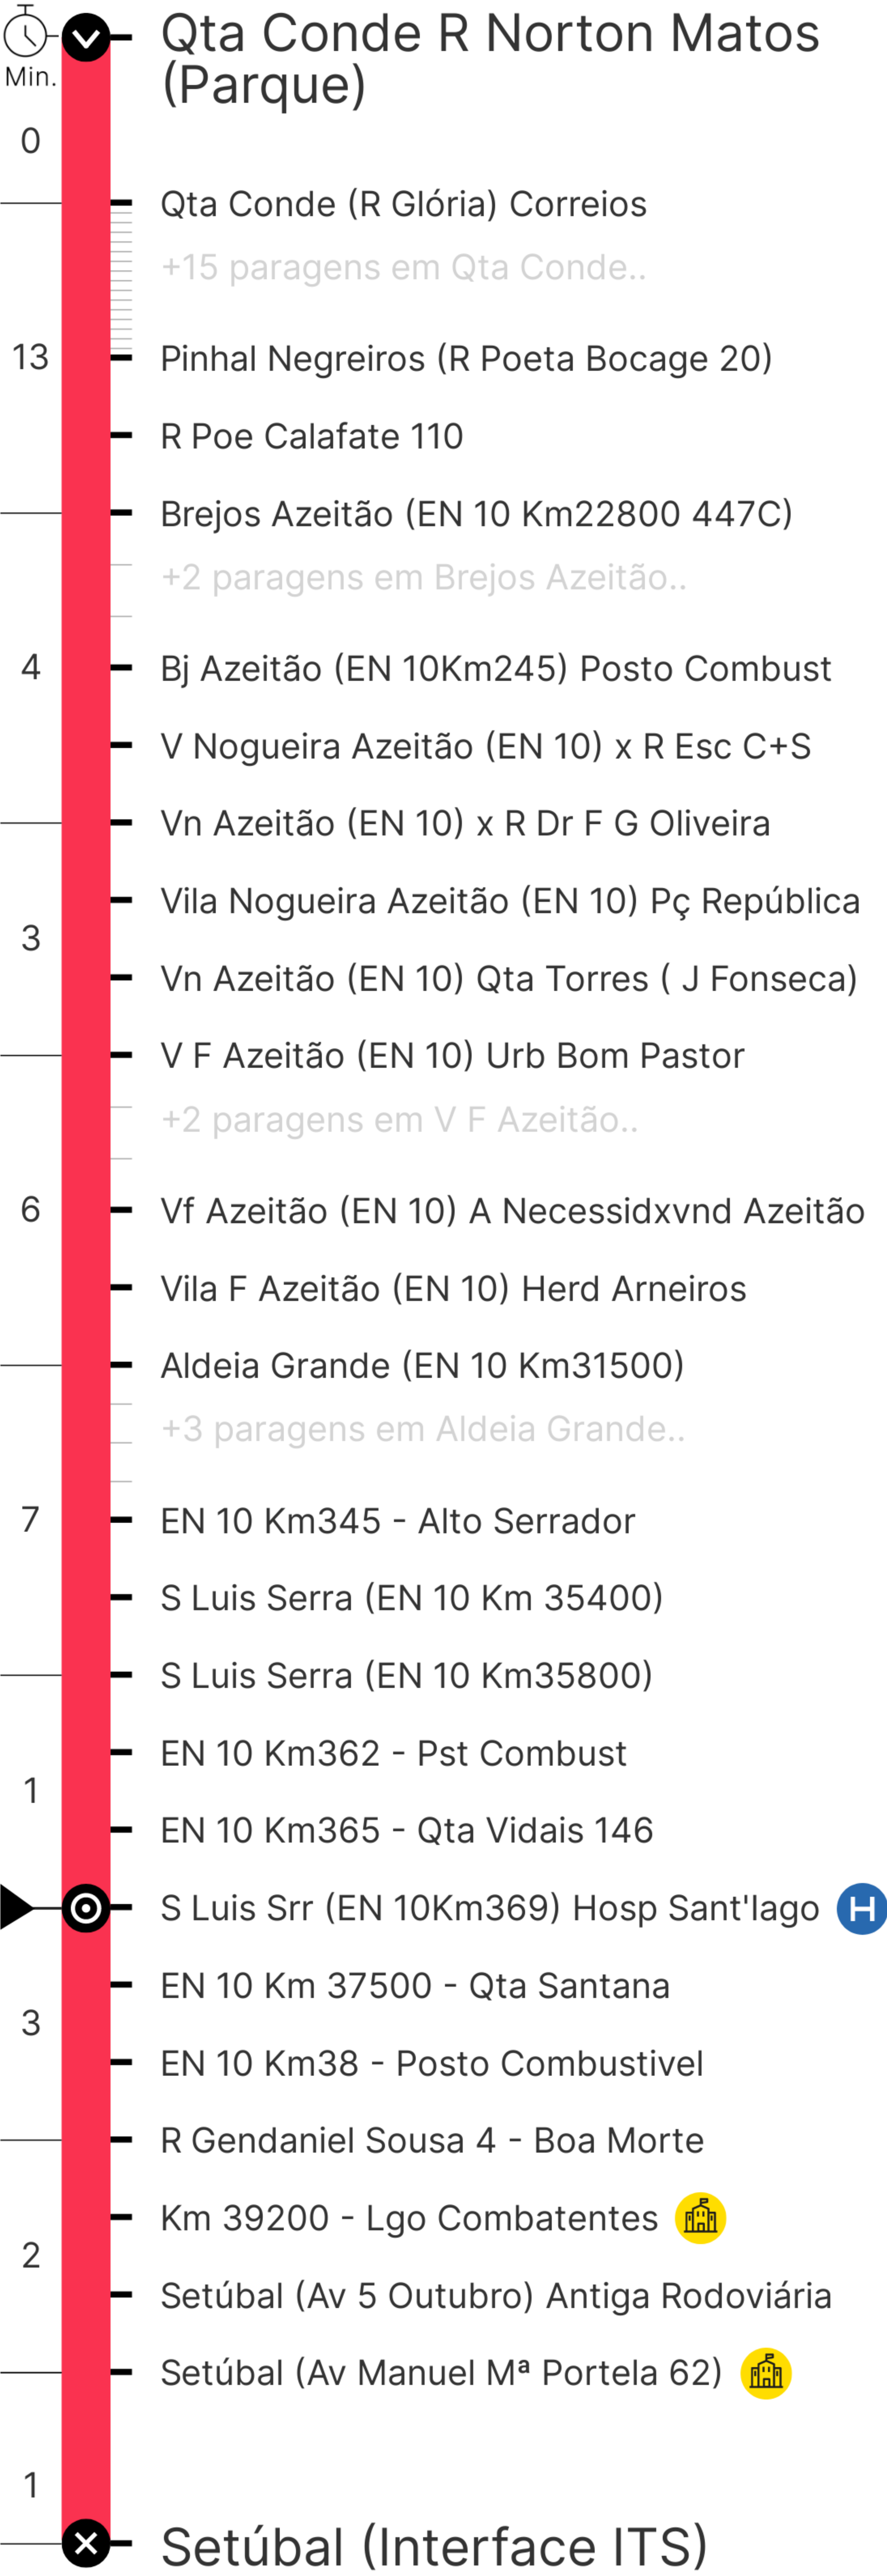 Qta Conde R Norton Matos
(Parque)
Min.
0
Qta Conde (R Glória) Correios
+15 paragens em Qta Conde..
13
Pinhal Negreiros (R Poeta Bocage 20)
R Poe Calafate 110
Brejos Azeitão (EN 10 Km22800 447C)
+2 paragens em Brejos Azeitão..
4
Bj Azeitão (EN 10Km245) Posto Combust
V Nogueira Azeitão (EN 10) x R Esc C+S
Vn Azeitão (EN 10) x R Dr F G Oliveira
Vila Nogueira Azeitão (EN 10) Pç República
3
Vn Azeitão (EN 10) Qta Torres ( J Fonseca)
V F Azeitão (EN 10) Urb Bom Pastor
+2 paragens em V F Azeitão..
6
Vf Azeitão (EN 10) A Necessidxvnd Azeitão
Vila F Azeitão (EN 10) Herd Arneiros
Aldeia Grande (EN 10 Km31500)
+3 paragens em Aldeia Grande..
7
EN 10 Km345 - Alto Serrador
S Luis Serra (EN 10 Km 35400)
S Luis Serra (EN 10 Km35800)
EN 10 Km362 - Pst Combust
1
EN 10 Km365 - Qta Vidais 146
S Luis Srr (EN 10Km369) Hosp Sant'Iago H
EN 10 Km 37500 - Qta Santana
3
EN 10 Km38 - Posto Combustivel
R Gendaniel Sousa 4 - Boa Morte
Km 39200 - Lgo Combatentes
2
Setúbal (Av 5 Outubro) Antiga Rodoviária
Setúbal (Av Manuel Mª Portela 62)
1
Setúbal (Interface ITS)